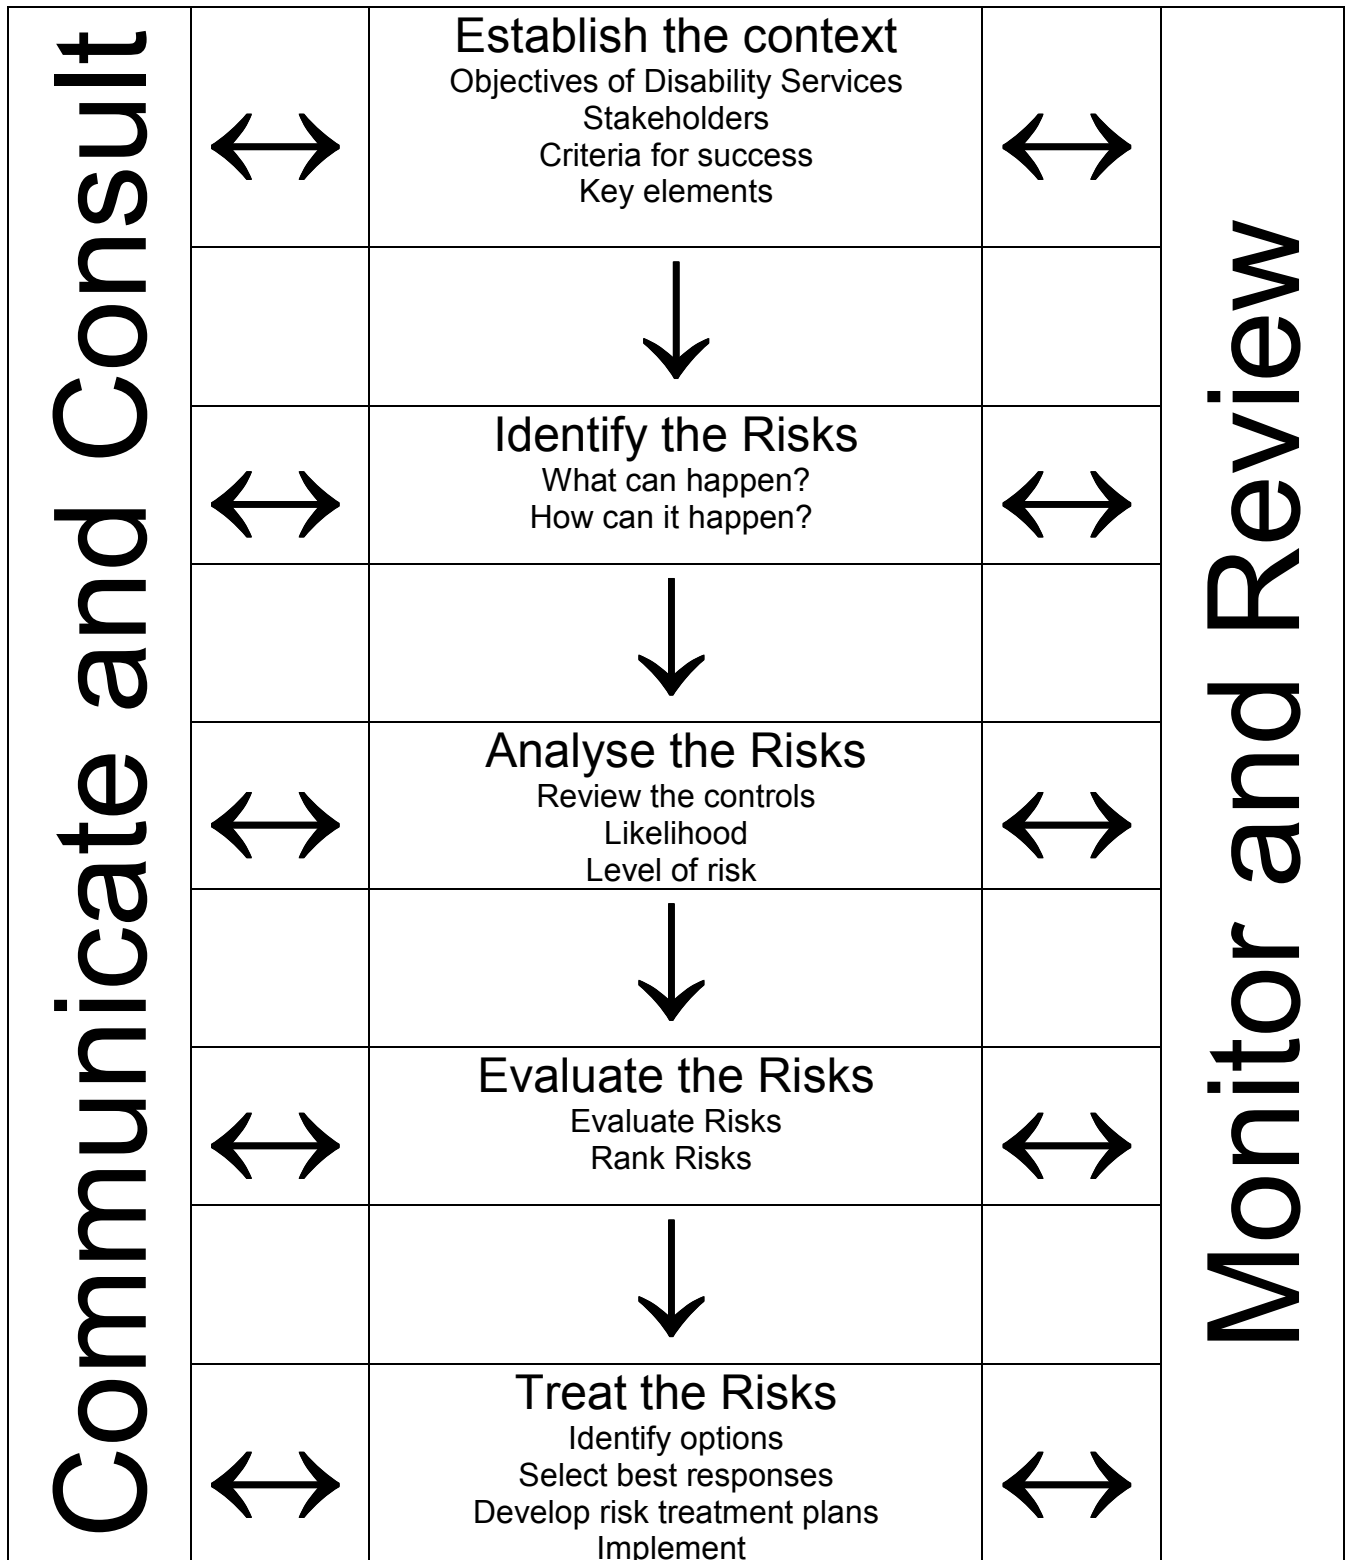 Communicate and Consult
Establish the context
Objectives of Disability Services
Stakeholders
Criteria for success
Key elements
Identify the Risks
What can happen?
How can it happen?
Analyse the Risks
Review the controls
Likelihood
Level of risk
Evaluate the Risks
Evaluate Risks
Rank Risks
Treat the Risks
Identify options
Select best responses
Develop risk treatment plans
Implement
Monitor and Review